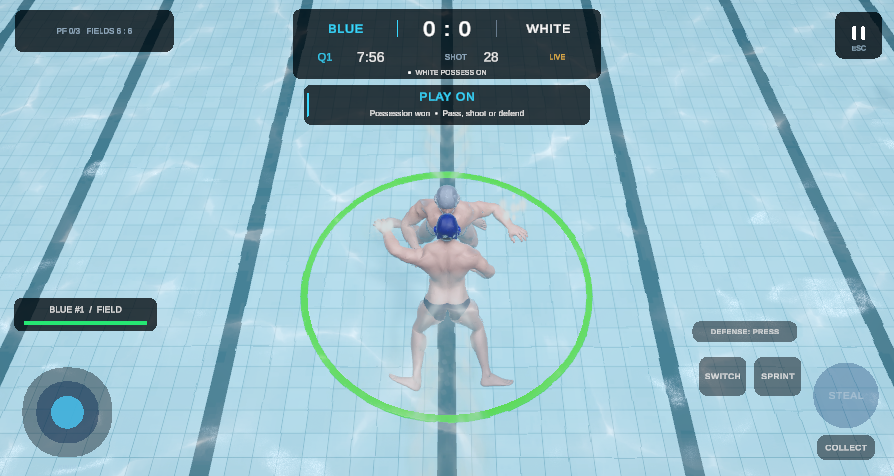 PF 0/3 FIELDS 6 : 6
BLUE 0 : 0 WHITE
Q1 7:56 SHOT 28 LIVE
• WHITE POSSESSION
PLAY ON
Possession won • Pass, shoot or defend
ESC
BLUE #1 / FIELD
DEFENSE: PRESS
SWITCH SPRINT
STEAL
COLLECT